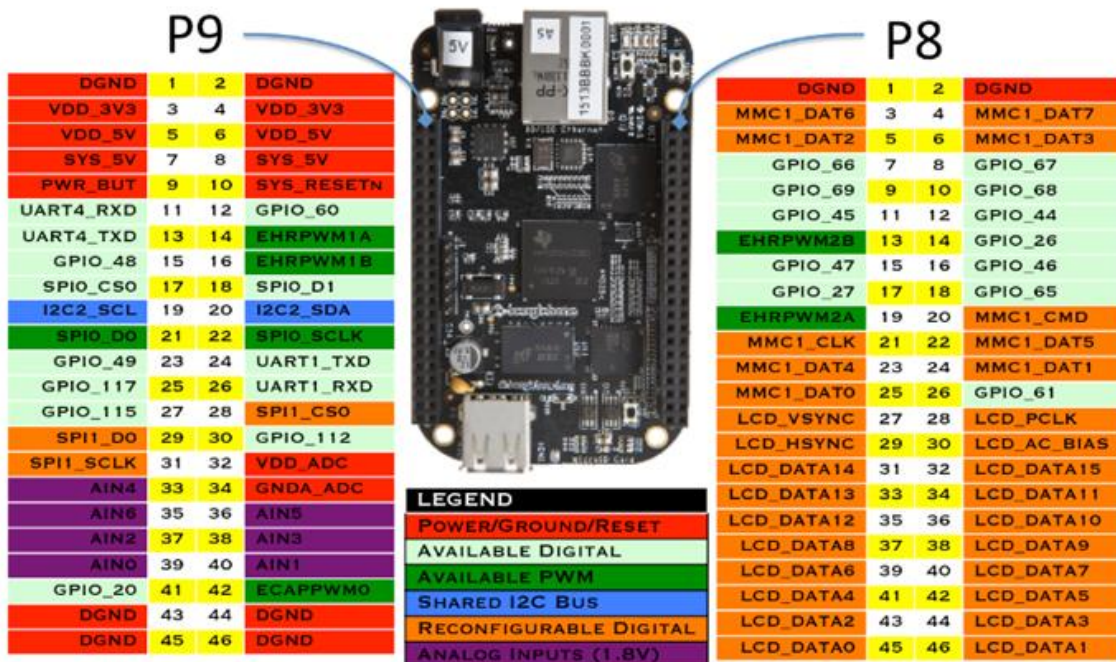 P9
P8
5V
A5
1513BBBK0001
DGND 1 2 DGND
VDD_3V3 3 4 VDD_3V3
VDD_5V 5 6 VDD_5V
SYS_5V 7 8 SYS_5V
PWR_BUT 9 10 SYS_RESETN
UART4_RXD 11 12 GPIO_60
UART4_TXD 13 14 EHRPWM1A
GPIO_48 15 16 EHRPWM1B
SPI0_CS0 17 18 SPI0_D1
I2C2_SCL 19 20 I2C2_SDA
SPI0_D0 21 22 SPI0_SCLK
GPIO_49 23 24 UART1_TXD
GPIO_117 25 26 UART1_RXD
GPIO_115 27 28 SPI1_CS0
SPI1_D0 29 30 GPIO_112
SPI1_SCLK 31 32 VDD_ADC
AIN4 33 34 GNDA_ADC
AIN6 35 36 AIN5
AIN2 37 38 AIN3
AIN0 39 40 AIN1
GPIO_20 41 42 ECAPPWM0
DGND 43 44 DGND
DGND 45 46 DGND
LEGEND
POWER/GROUND/RESET
AVAILABLE DIGITAL
AVAILABLE PWM
SHARED I2C BUS
RECONFIGURABLE DIGITAL
ANALOG INPUTS (1.8V)
DGND 1 2 DGND
MMC1_DAT6 3 4 MMC1_DAT7
MMC1_DAT2 5 6 MMC1_DAT3
GPIO_66 7 8 GPIO_67
GPIO_69 9 10 GPIO_68
GPIO_45 11 12 GPIO_44
EHRPWM2B 13 14 GPIO_26
GPIO_47 15 16 GPIO_46
GPIO_27 17 18 GPIO_65
EHRPWM2A 19 20 MMC1_CMD
MMC1_CLK 21 22 MMC1_DAT5
MMC1_DAT4 23 24 MMC1_DAT1
MMC1_DAT0 25 26 GPIO_61
LCD_VSYNC 27 28 LCD_PCLK
LCD_HSYNC 29 30 LCD_AC_BIAS
LCD_DATA14 31 32 LCD_DATA15
LCD_DATA13 33 34 LCD_DATA11
LCD_DATA12 35 36 LCD_DATA10
LCD_DATA8 37 38 LCD_DATA9
LCD_DATA6 39 40 LCD_DATA7
LCD_DATA4 41 42 LCD_DATA5
LCD_DATA2 43 44 LCD_DATA3
LCD_DATA0 45 46 LCD_DATA1